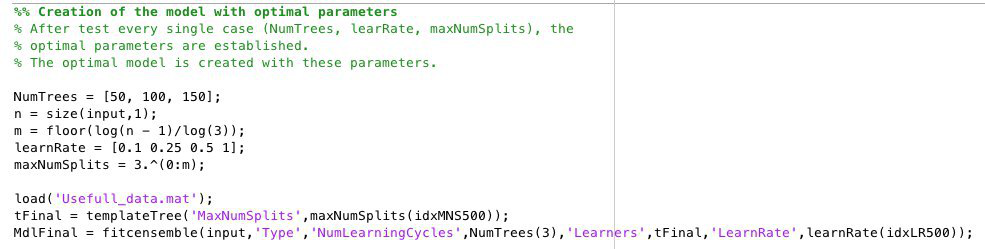 %% Creation of the model with optimal parameters
% After test every single case (NumTrees, learRate, maxNumSplits), the
% optimal parameters are established.
% The optimal model is created with these parameters.
NumTrees = [50, 100, 150];
n = size(input,1);
m = floor(log(n - 1)/log(3));
learnRate = [0.1 0.25 0.5 1];
maxNumSplits = 3.^(0:m);
load('Usefull_data.mat');
tFinal = templateTree('MaxNumSplits',maxNumSplits(idxMNS500));
MdlFinal = fitcensemble(input,'Type','NumLearningCycles',NumTrees(3),'Learners',tFinal,'LearnRate',learnRate(idxLR500));